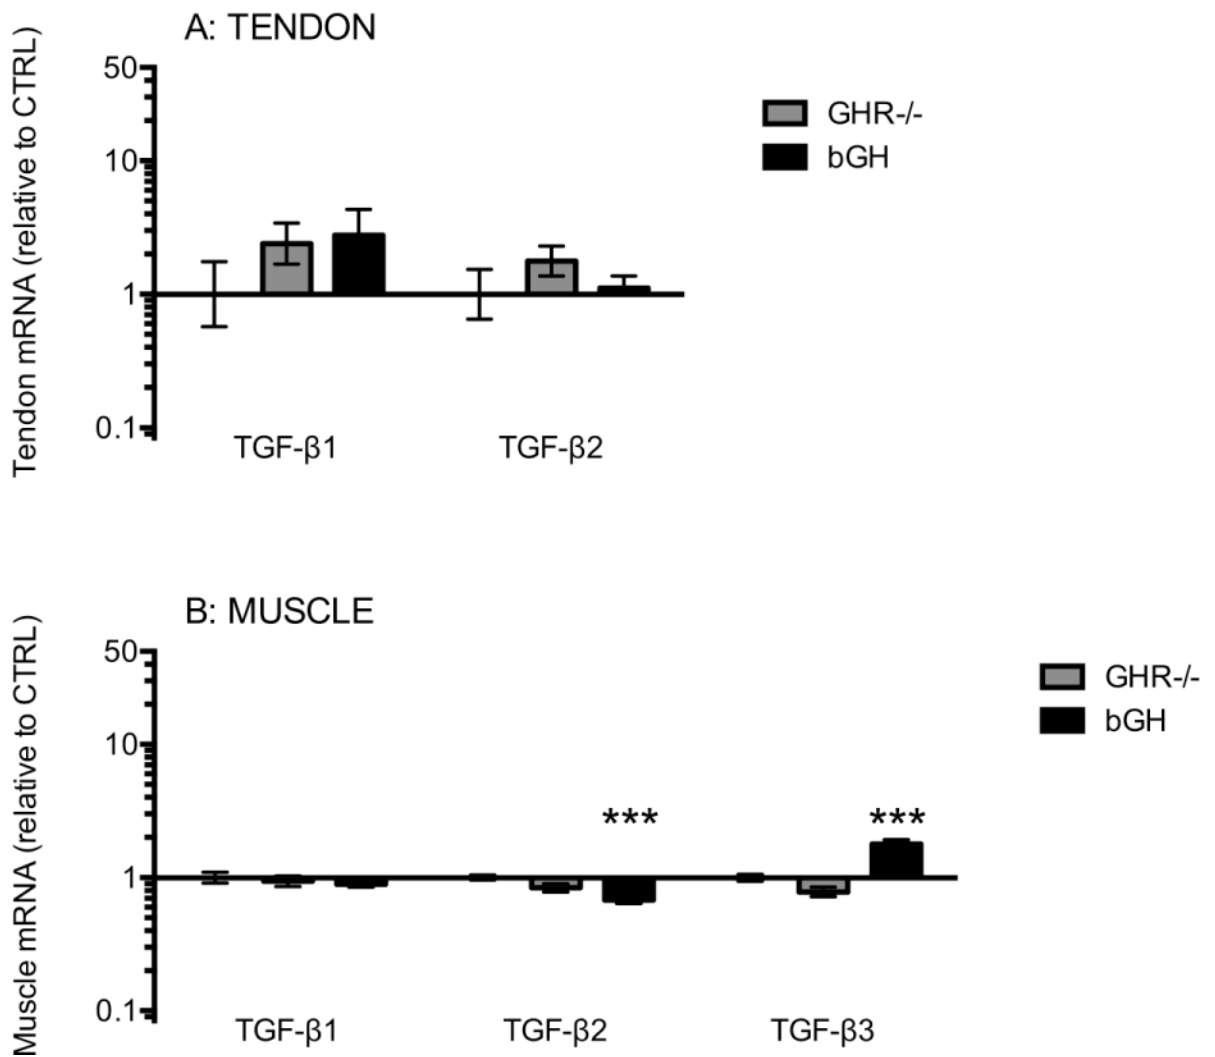 A: TENDON
Tendon mRNA (relative to CTRL)
50
10
1
0.1
GHR-/-
bGH
TGF-β1
TGF-β2
B: MUSCLE
Muscle mRNA (relative to CTRL)
50
10
1
0.1
GHR-/-
bGH
***
***
TGF-β1
TGF-β2
TGF-β3